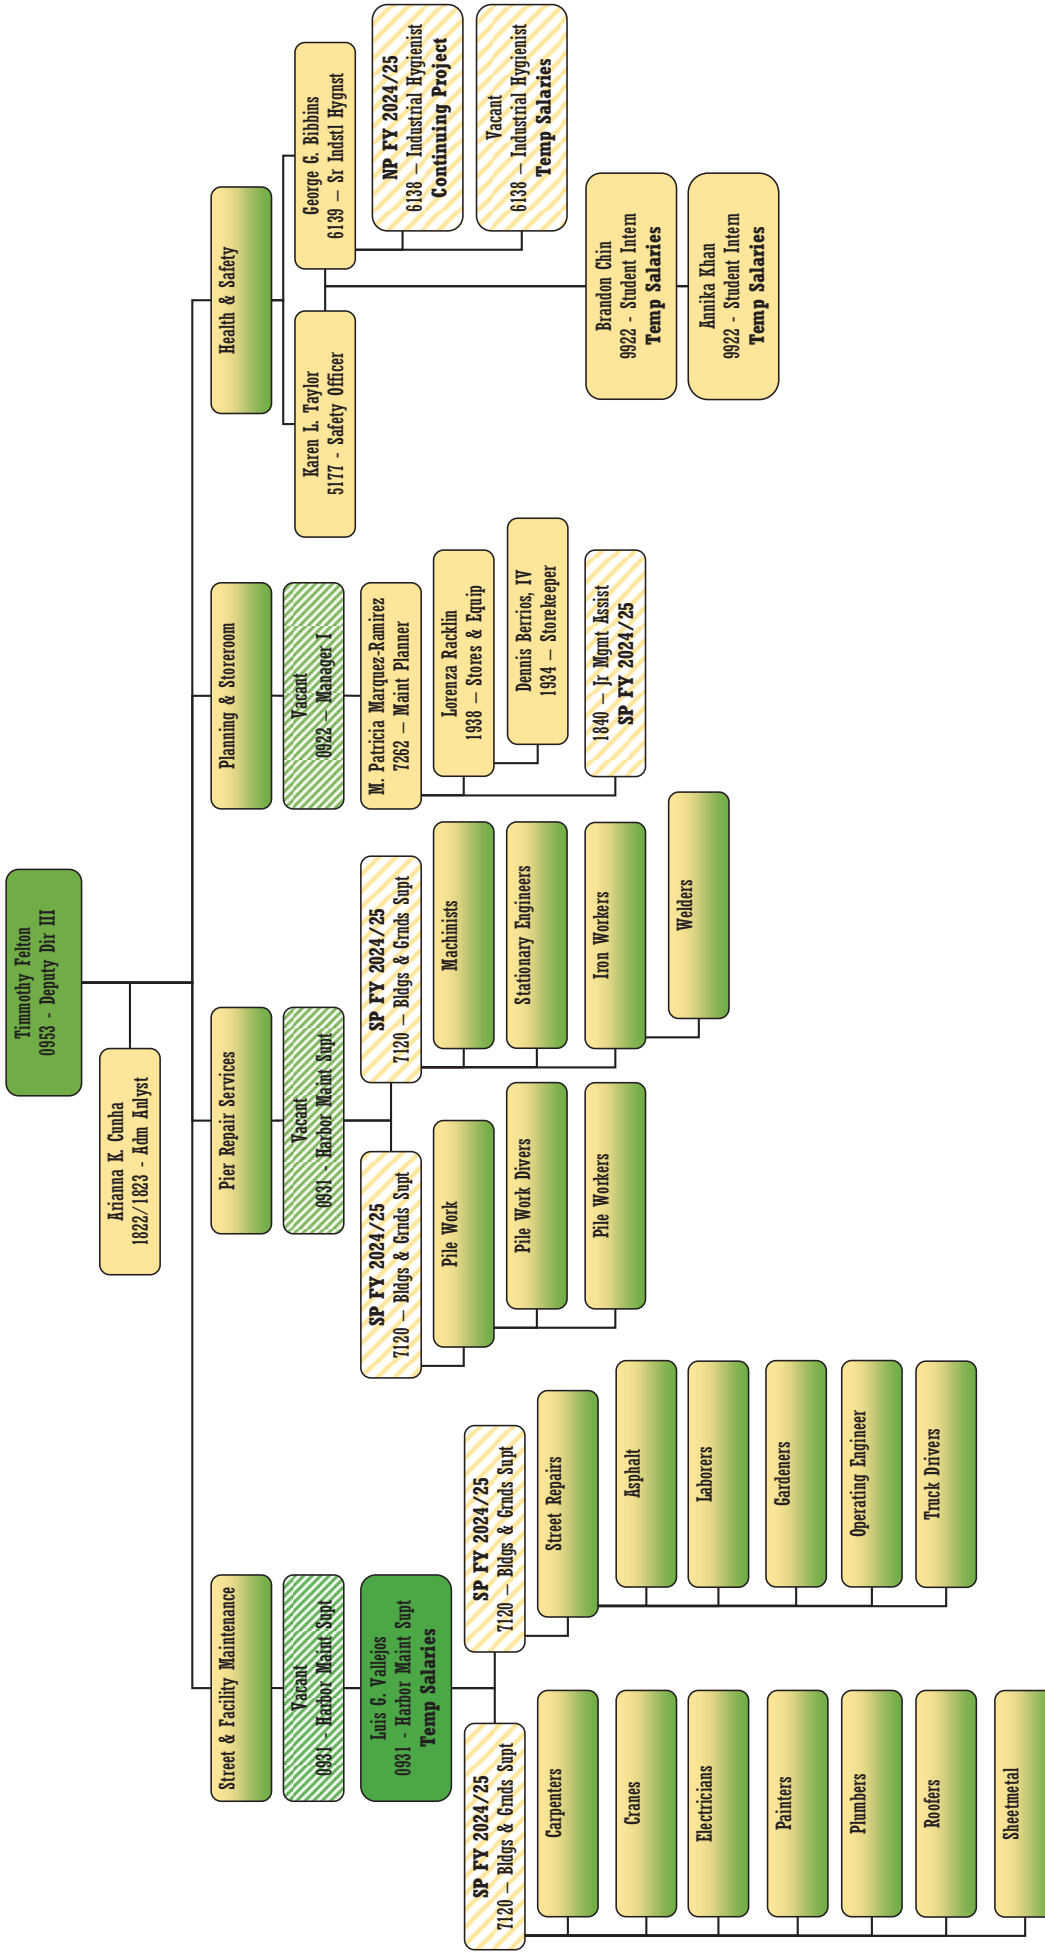 Timmothy Felton
0953 - Deputy Dir III
Arianna K. Cunha
1822/1823 - Adm Anlyst
Street & Facility Maintenance
Vacant
0931 - Harbor Maint Supt
Luis G. Vallejos
0931 - Harbor Maint Supt
Temp Salaries
SP FY 2024/25
7120 – Bldgs & Grnds Supt
Carpenters
Cranes
Electricians
Painters
Plumbers
Roofers
Sheetmetal
SP FY 2024/25
7120 – Bldgs & Grnds Supt
Street Repairs
Asphalt
Laborers
Gardeners
Operating Engineer
Truck Drivers
Pier Repair Services
Vacant
0931 - Harbor Maint Supt
SP FY 2024/25
7120 – Bldgs & Grnds Supt
Pile Work
Pile Work Divers
Pile Workers
SP FY 2024/25
7120 – Bldgs & Grnds Supt
Machinists
Stationary Engineers
Iron Workers
Welders
Planning & Storeroom
Vacant
0922 – Manager I
M. Patricia Marquez-Ramirez
7262 – Maint Planner
Lorenza Racklin
1938 – Stores & Equip
Dennis Berrios, IV
1934 – Storekeeper
1840 – Jr Mgmt Assist
SP FY 2024/25
Health & Safety
Karen L. Taylor
5177 - Safety Officer
George C. Bibbins
6139 – Sr Indstl Hygnst
NP FY 2024/25
6138 – Industrial Hygienist
Continuing Project
Vacant
6138 – Industrial Hygienist
Temp Salaries
Brandon Chin
9922 - Student Intern
Temp Salaries
Annika Khan
9922 - Student Intern
Temp Salaries